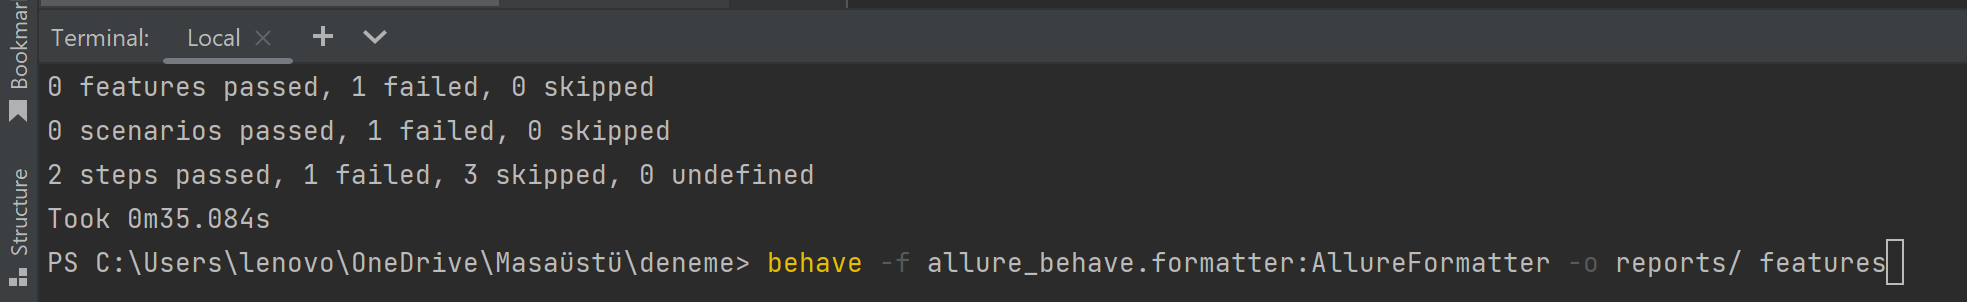 Terminal: Local
0 features passed, 1 failed, 0 skipped
0 scenarios passed, 1 failed, 0 skipped
2 steps passed, 1 failed, 3 skipped, 0 undefined
Took 0m35.084s
PS C:\Users\lenovo\OneDrive\Masaüstü\deneme> behave -f allure_behave.formatter:AllureFormatter -o reports/ features
Bookmar
Structure